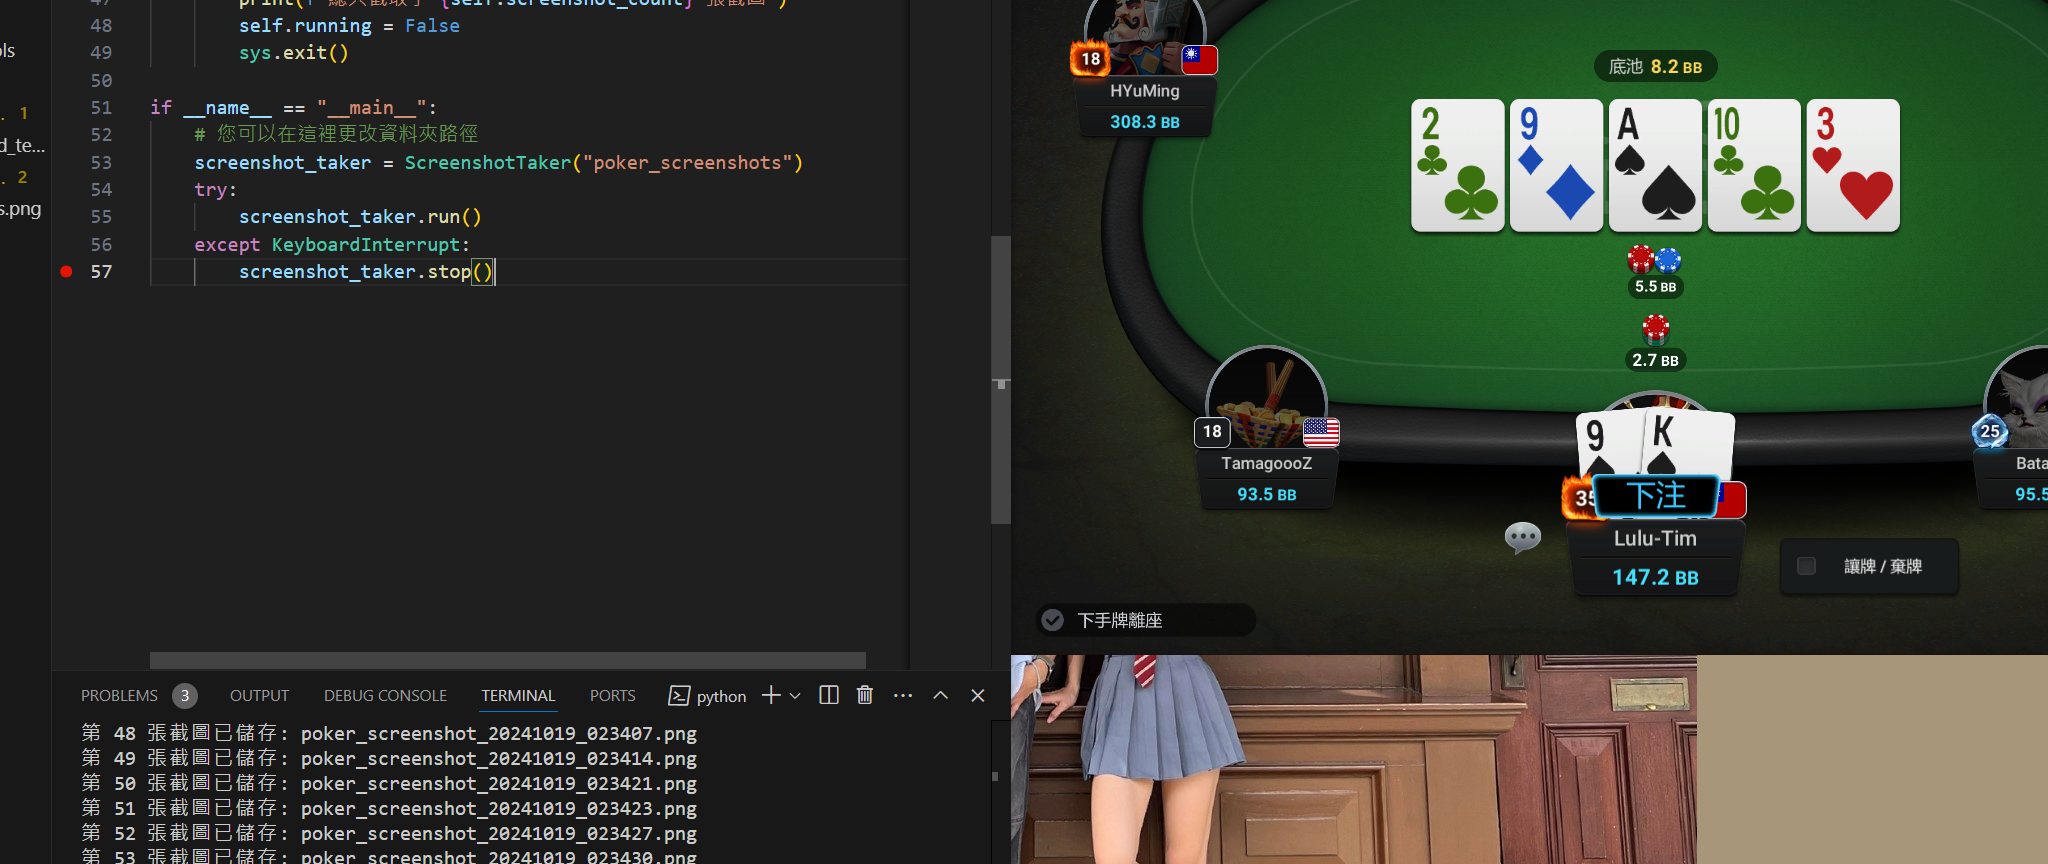 ols
1
d_te...
2
s.png
47
print(f"總共截取了 {self.screenshot_count} 張截圖")
48 self.running = False
49 sys.exit()
50
51 if __name__ == "__main__":
52 # 您可以在這裡更改資料夾路徑
53 screenshot_taker = ScreenshotTaker("poker_screenshots")
54 try:
55 screenshot_taker.run()
56 except KeyboardInterrupt:
57 screenshot_taker.stop()
PROBLEMS 3 OUTPUT DEBUG CONSOLE TERMINAL PORTS python
第 48 張截圖已儲存: poker_screenshot_20241019_023407.png
第 49 張截圖已儲存: poker_screenshot_20241019_023414.png
第 50 張截圖已儲存: poker_screenshot_20241019_023421.png
第 51 張截圖已儲存: poker_screenshot_20241019_023423.png
第 52 張截圖已儲存: poker_screenshot_20241019_023427.png
第 53 張截圖已儲存: poker_screenshot_20241019_023430.png
18
HYuMing
308.3 BB
底池 8.2 BB
2 9 A 10 3
5.5 BB
2.7 BB
18
TamagoooZ
93.5 BB
9 K
35
下注
Lulu-Tim
147.2 BB
25
Bata
95.5
讓牌 / 棄牌
下手牌離座